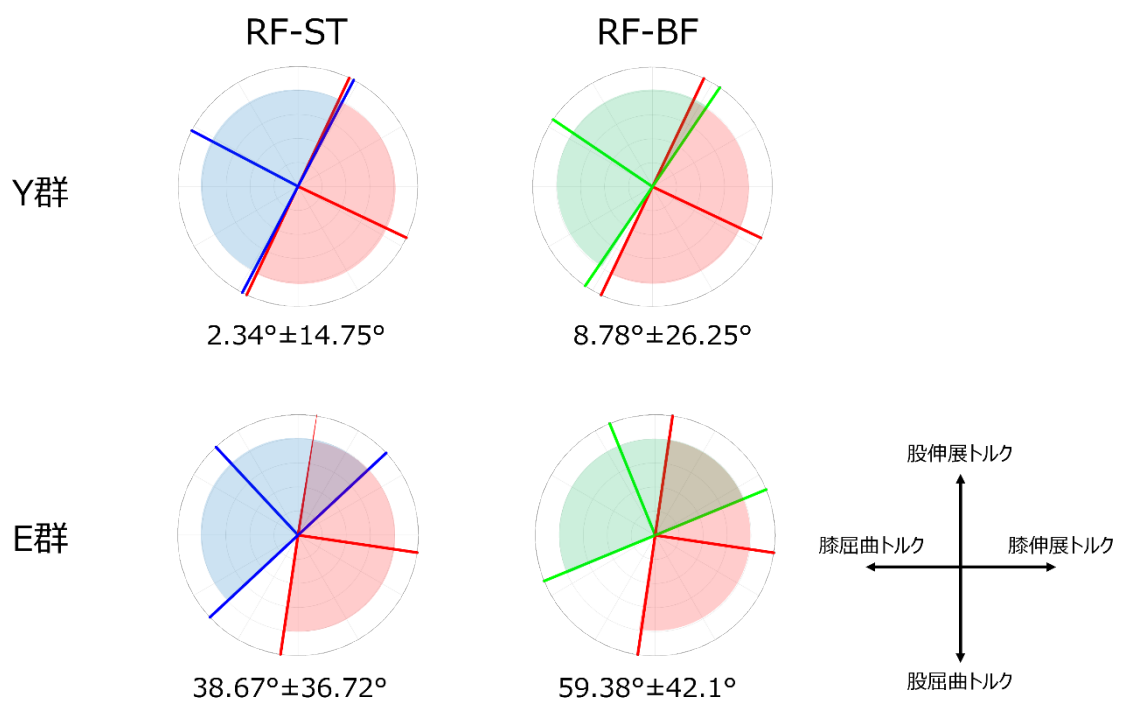 RF-ST
RF-BF
Y群
2.34°±14.75°
8.78°±26.25°
E群
38.67°±36.72°
59.38°±42.1°
股伸展トルク
膝屈曲トルク
膝伸展トルク
股屈曲トルク